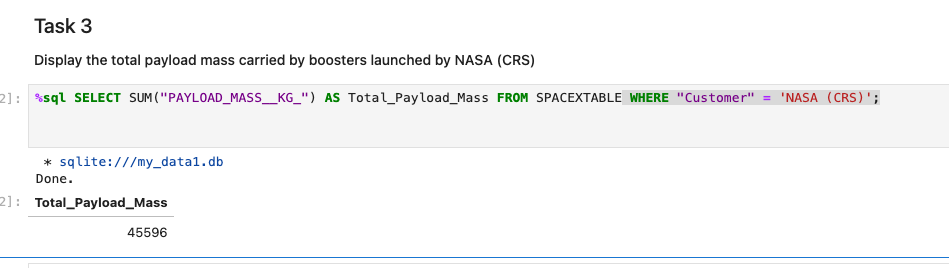 Task 3
Display the total payload mass carried by boosters launched by NASA (CRS)
2]: %sql SELECT SUM("PAYLOAD_MASS__KG_") AS Total_Payload_Mass FROM SPACEXTABLE WHERE "Customer" = 'NASA (CRS)';
* sqlite:///my_data1.db
Done.
2]: Total_Payload_Mass
45596